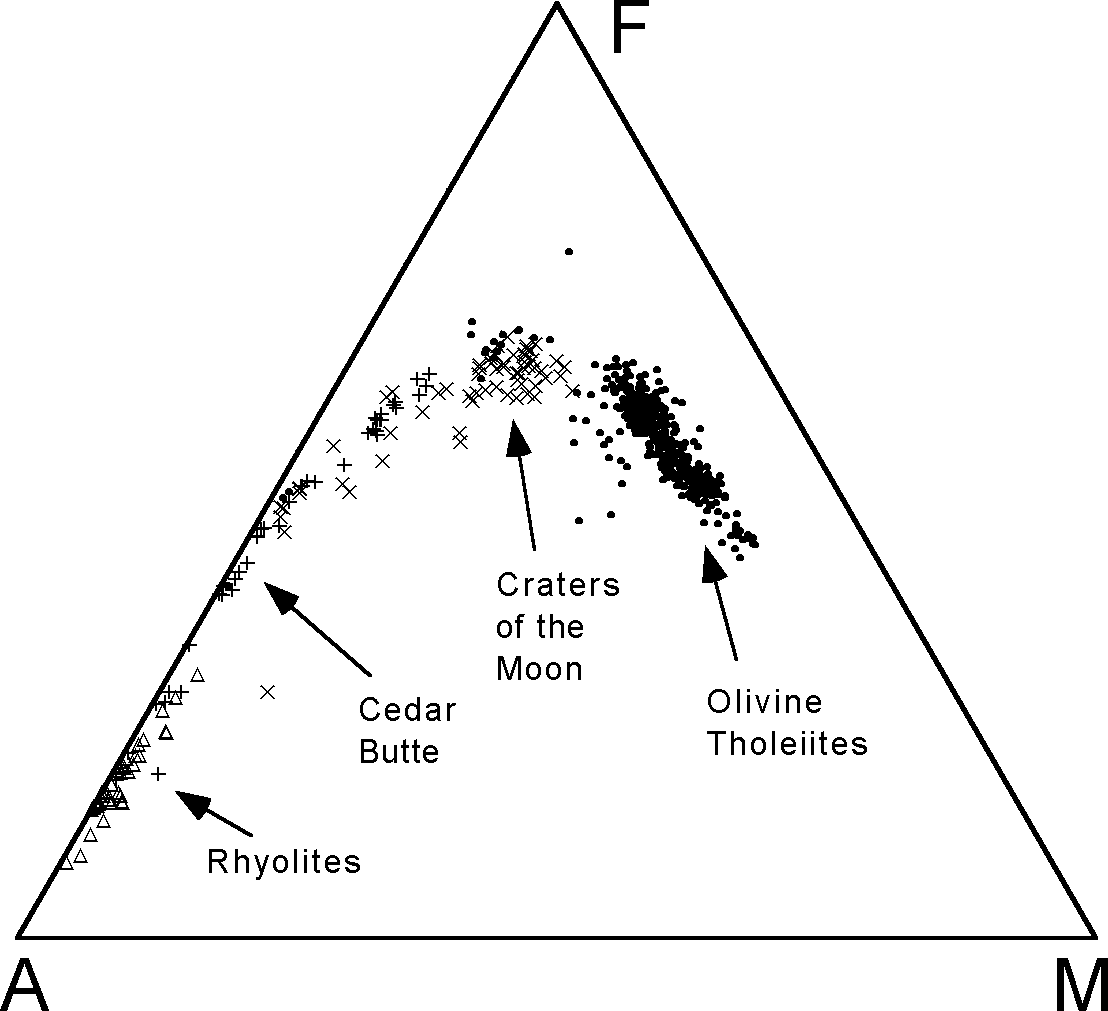 F
Craters
of the
Moon
Olivine
Tholeiites
Cedar
Butte
Rhyolites
A
M